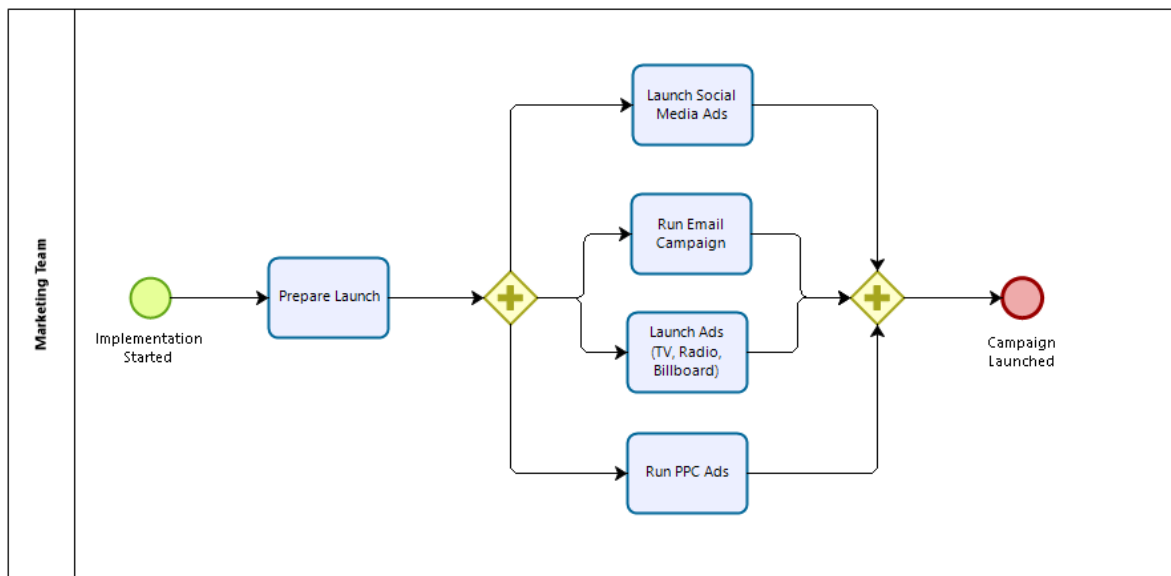 Marketing Team
Implementation
Started
Prepare Launch
Launch Social
Media Ads
Run Email
Campaign
Launch Ads
(TV, Radio,
Billboard)
Run PPC Ads
Campaign
Launched